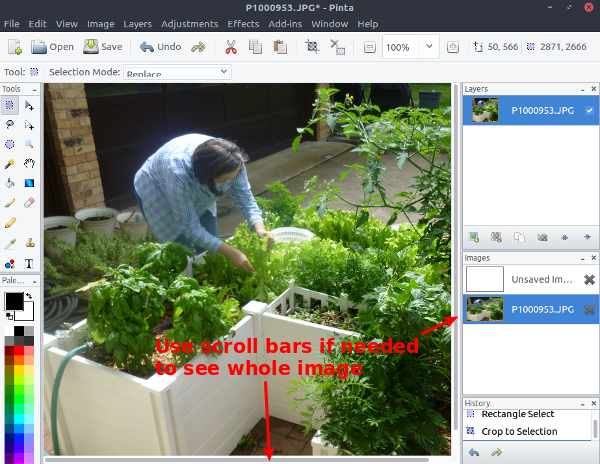 P1000953.JPG* - Pinta
File Edit View Image Layers Adjustments Effects Add-ins Window Help
Open Save Undo 100% 50, 566 2871, 2666
Tool: Selection Mode: Replace
Tools
Layers
P1000953.JPG
T
Images
Unsaved Im...
Pale...
P1000953.JPG
Use scroll bars if needed
to see whole image
History
Rectangle Select
Crop to Selection